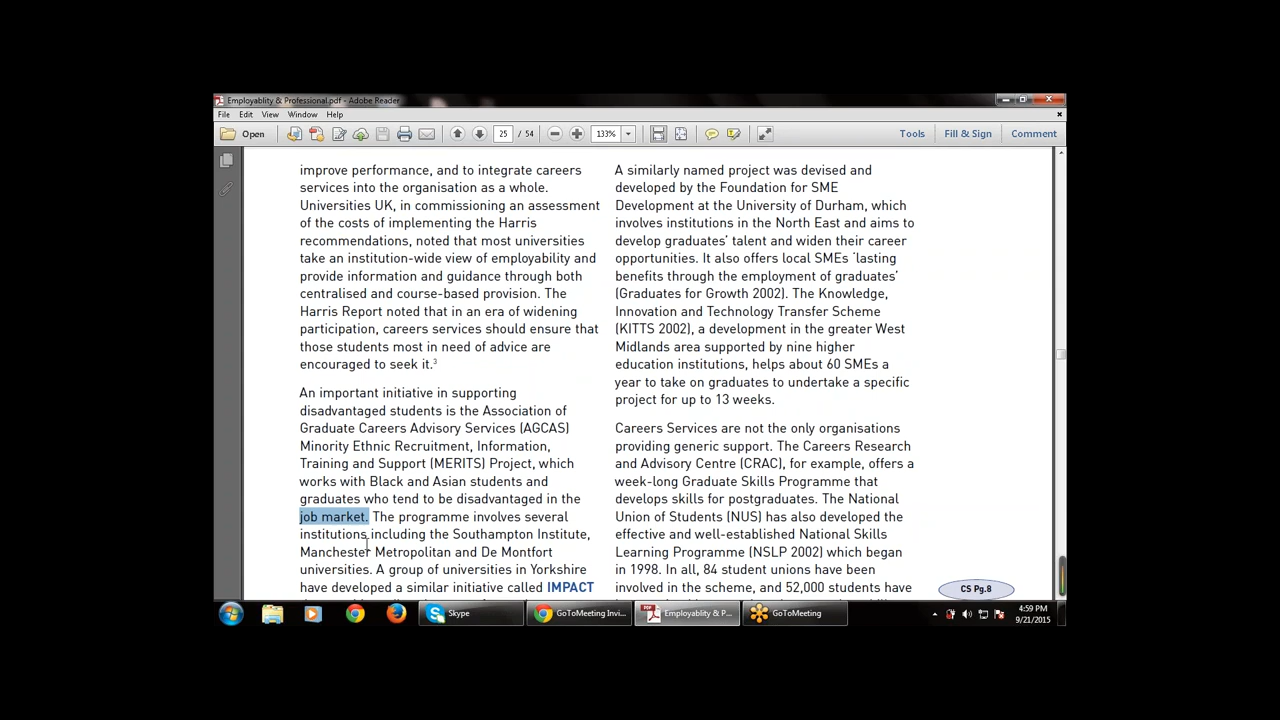 Employablity & Professional.pdf - Adobe Reader
File Edit View Window Help
Open 25 / 54 133% Tools Fill & Sign Comment
improve performance, and to integrate careers
services into the organisation as a whole.
Universities UK, in commissioning an assessment
of the costs of implementing the Harris
recommendations, noted that most universities
take an institution-wide view of employability and
provide information and guidance through both
centralised and course-based provision. The
Harris Report noted that in an era of widening
participation, careers services should ensure that
those students most in need of advice are
encouraged to seek it.3
An important initiative in supporting
disadvantaged students is the Association of
Graduate Careers Advisory Services (AGCAS)
Minority Ethnic Recruitment, Information,
Training and Support (MERITS) Project, which
works with Black and Asian students and
graduates who tend to be disadvantaged in the
job market. The programme involves several
institutions including the Southampton Institute,
Manchester Metropolitan and De Montfort
universities. A group of universities in Yorkshire
have developed a similar initiative called IMPACT
A similarly named project was devised and
developed by the Foundation for SME
Development at the University of Durham, which
involves institutions in the North East and aims to
develop graduates' talent and widen their career
opportunities. It also offers local SMEs 'lasting
benefits through the employment of graduates'
(Graduates for Growth 2002). The Knowledge,
Innovation and Technology Transfer Scheme
(KITTS 2002), a development in the greater West
Midlands area supported by nine higher
education institutions, helps about 60 SMEs a
year to take on graduates to undertake a specific
project for up to 13 weeks.
Careers Services are not the only organisations
providing generic support. The Careers Research
and Advisory Centre (CRAC), for example, offers a
week-long Graduate Skills Programme that
develops skills for postgraduates. The National
Union of Students (NUS) has also developed the
effective and well-established National Skills
Learning Programme (NSLP 2002) which began
in 1998. In all, 84 student unions have been
involved in the scheme, and 52,000 students have
CS Pg.8
Skype GoToMeeting Invi... Employablity & P... GoToMeeting
4:59 PM
9/21/2015